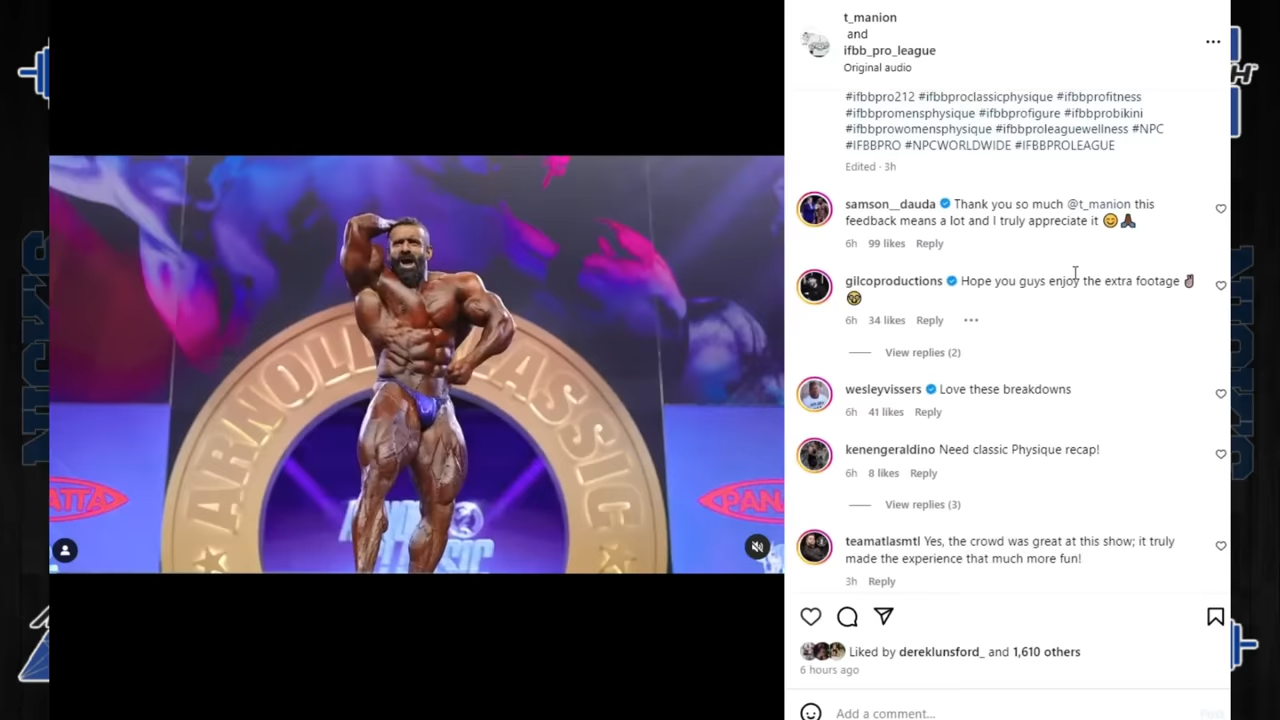 t_manion
and
ifbb_pro_league
Original audio
#ifbbpro212 #ifbbproclassicphysique #ifbbprofitness
#ifbbpromensphysique #ifbbprofigure #ifbbprobikini
#ifbbprowomensphysique #ifbbproleaguewellness #NPC
#IFBBPRO #NPCWORLDWIDE #IFBBPROLEAGUE
Edited · 3h
samson__dauda Thank you so much @t_manion this
feedback means a lot and I truly appreciate it
6h 99 likes Reply
gilcoproductions Hope you guys enjoy the extra footage
6h 34 likes Reply
View replies (2)
wesleyvissers Love these breakdowns
6h 41 likes Reply
kenengeraldino Need classic Physique recap!
6h 8 likes Reply
View replies (3)
teamatlasmtl Yes, the crowd was great at this show; it truly
made the experience that much more fun!
3h Reply
Liked by dereklunsford_ and 1,610 others
6 hours ago
Add a comment...
Post
ARNOLD CLASSIC
ATTA
PANA